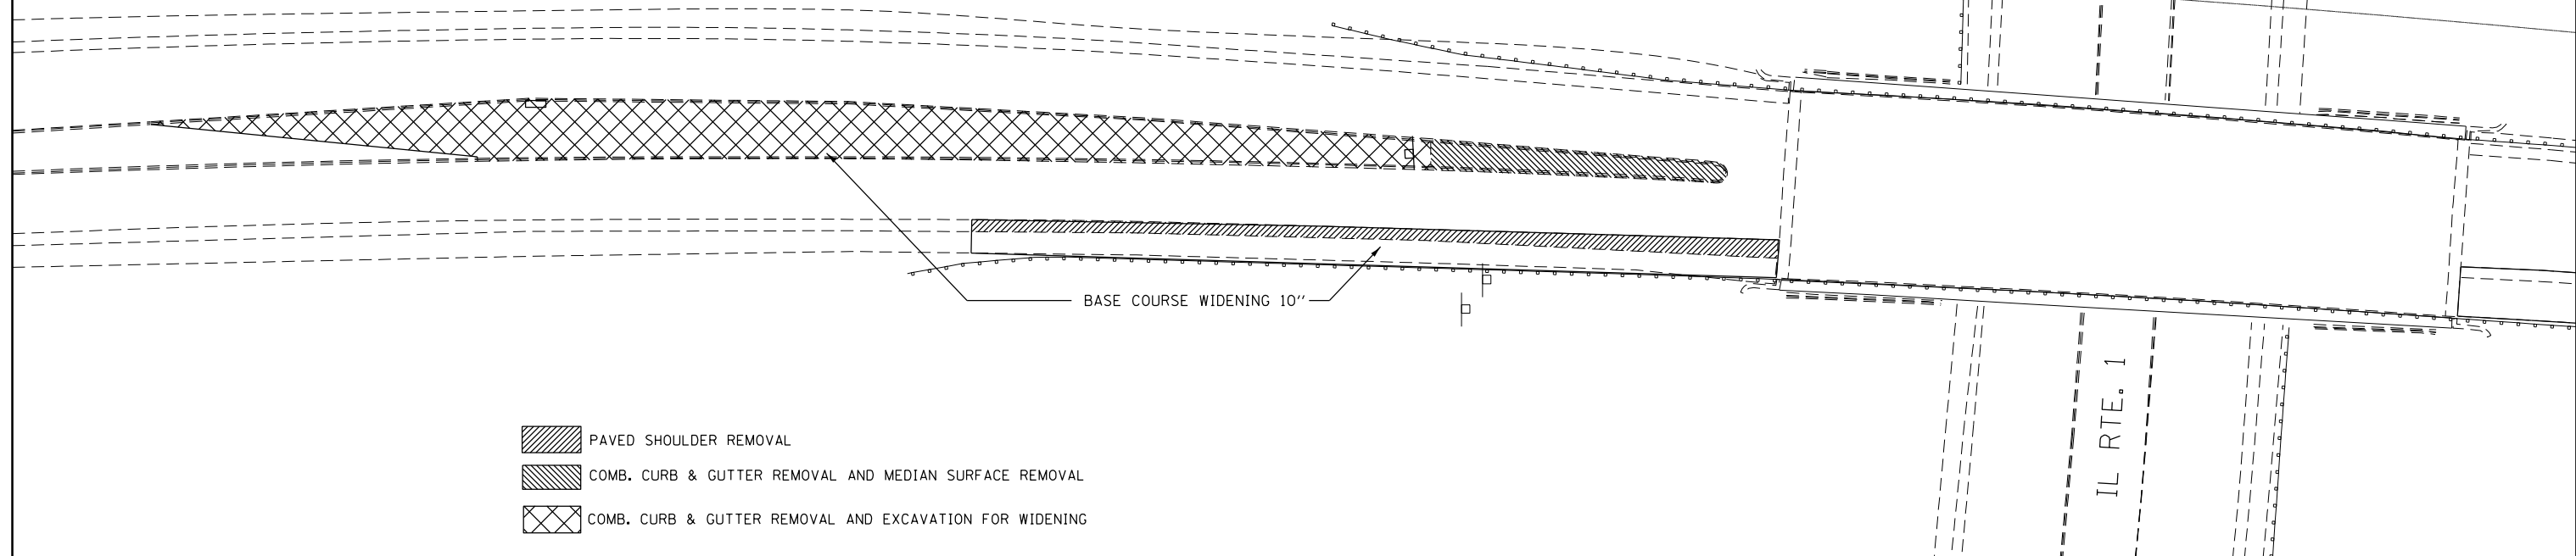 BASE COURSE WIDENING 10"
IL RTE. 1
PAVED SHOULDER REMOVAL
COMB. CURB & GUTTER REMOVAL AND MEDIAN SURFACE REMOVAL
COMB. CURB & GUTTER REMOVAL AND EXCAVATION FOR WIDENING